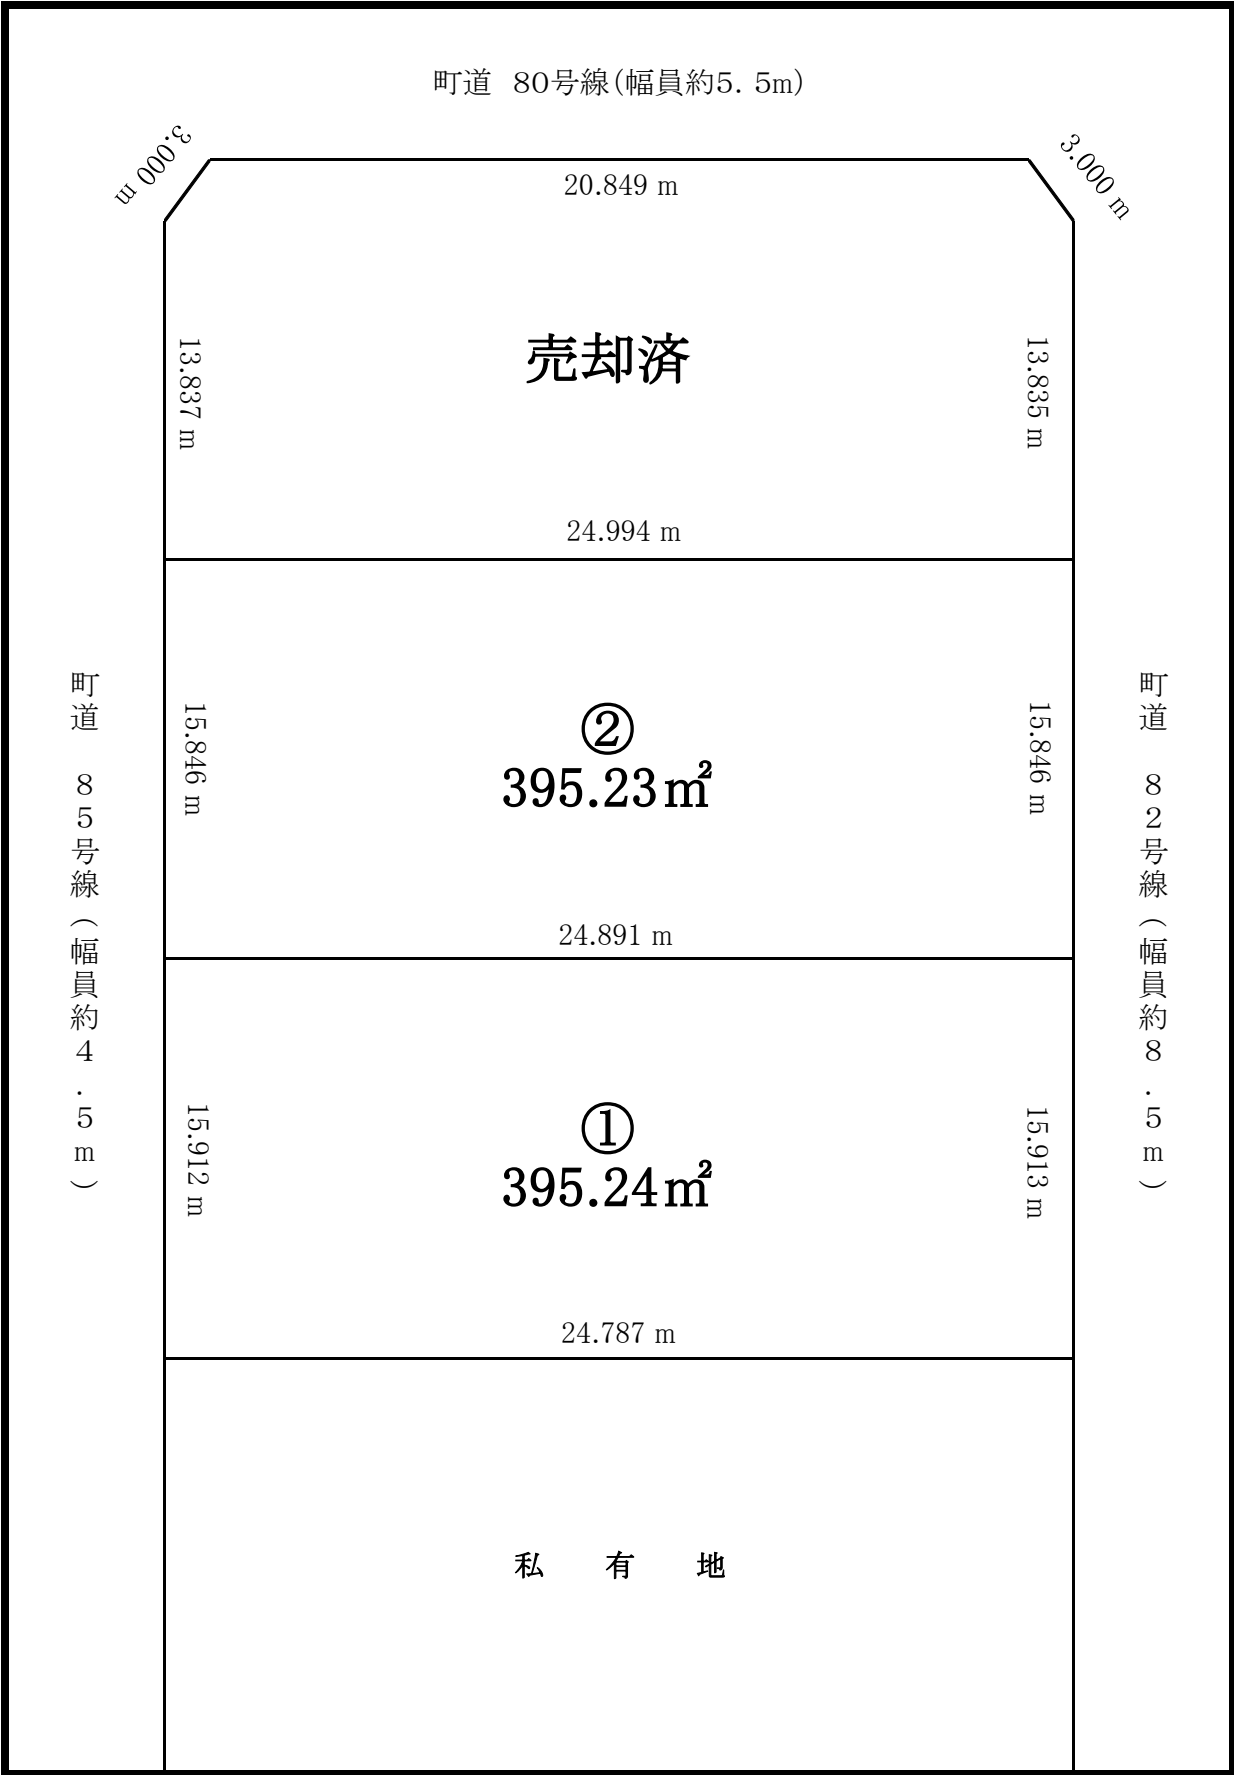 町道　80号線(幅員約5．5m)
3.000 m
3.000 m
20.849 m
売却済
13.837 m
13.835 m
24.994 m
町道　85号線(幅員約4.5m)
町道　82号線(幅員約8.5m)
15.846 m
②
395.23㎡
15.846 m
24.891 m
15.912 m
①
395.24㎡
15.913 m
24.787 m
私　有　地